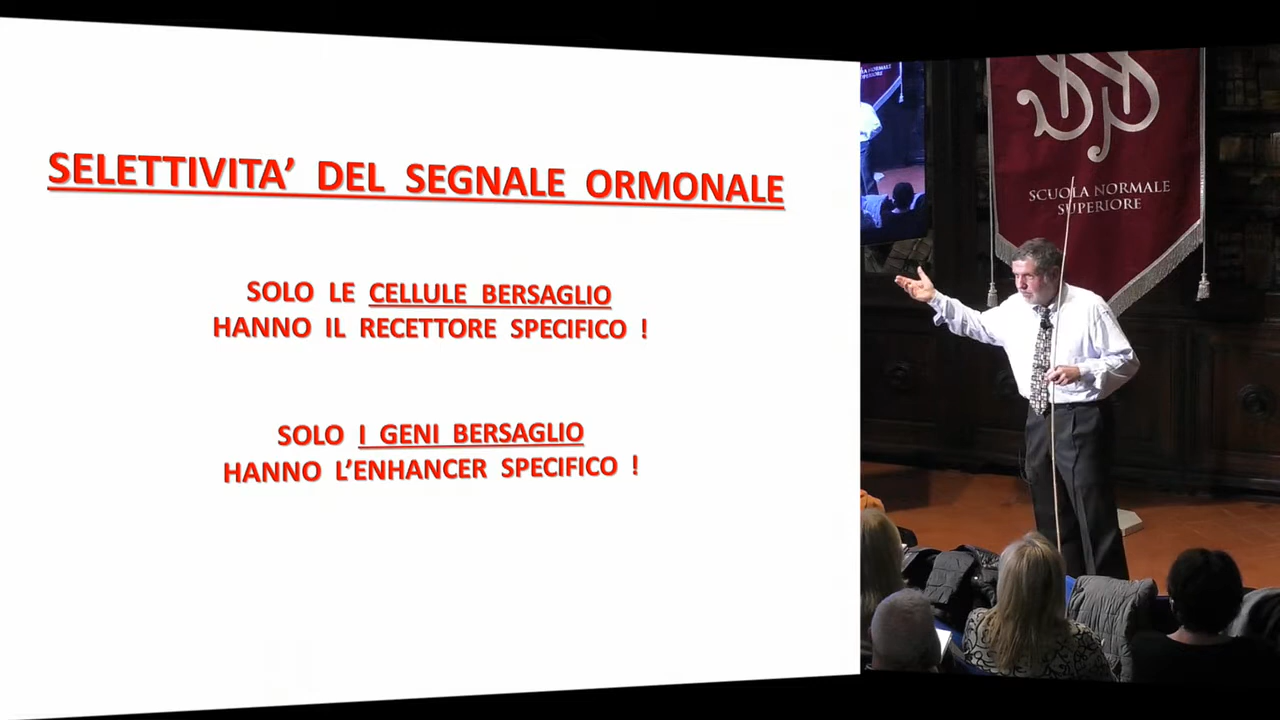 SELETTIVITA’ DEL SEGNALE ORMONALE
SOLO LE CELLULE BERSAGLIO
HANNO IL RECETTORE SPECIFICO !
SOLO I GENI BERSAGLIO
HANNO L’ENHANCER SPECIFICO !
SCUOLA NORMALE
SUPERIORE